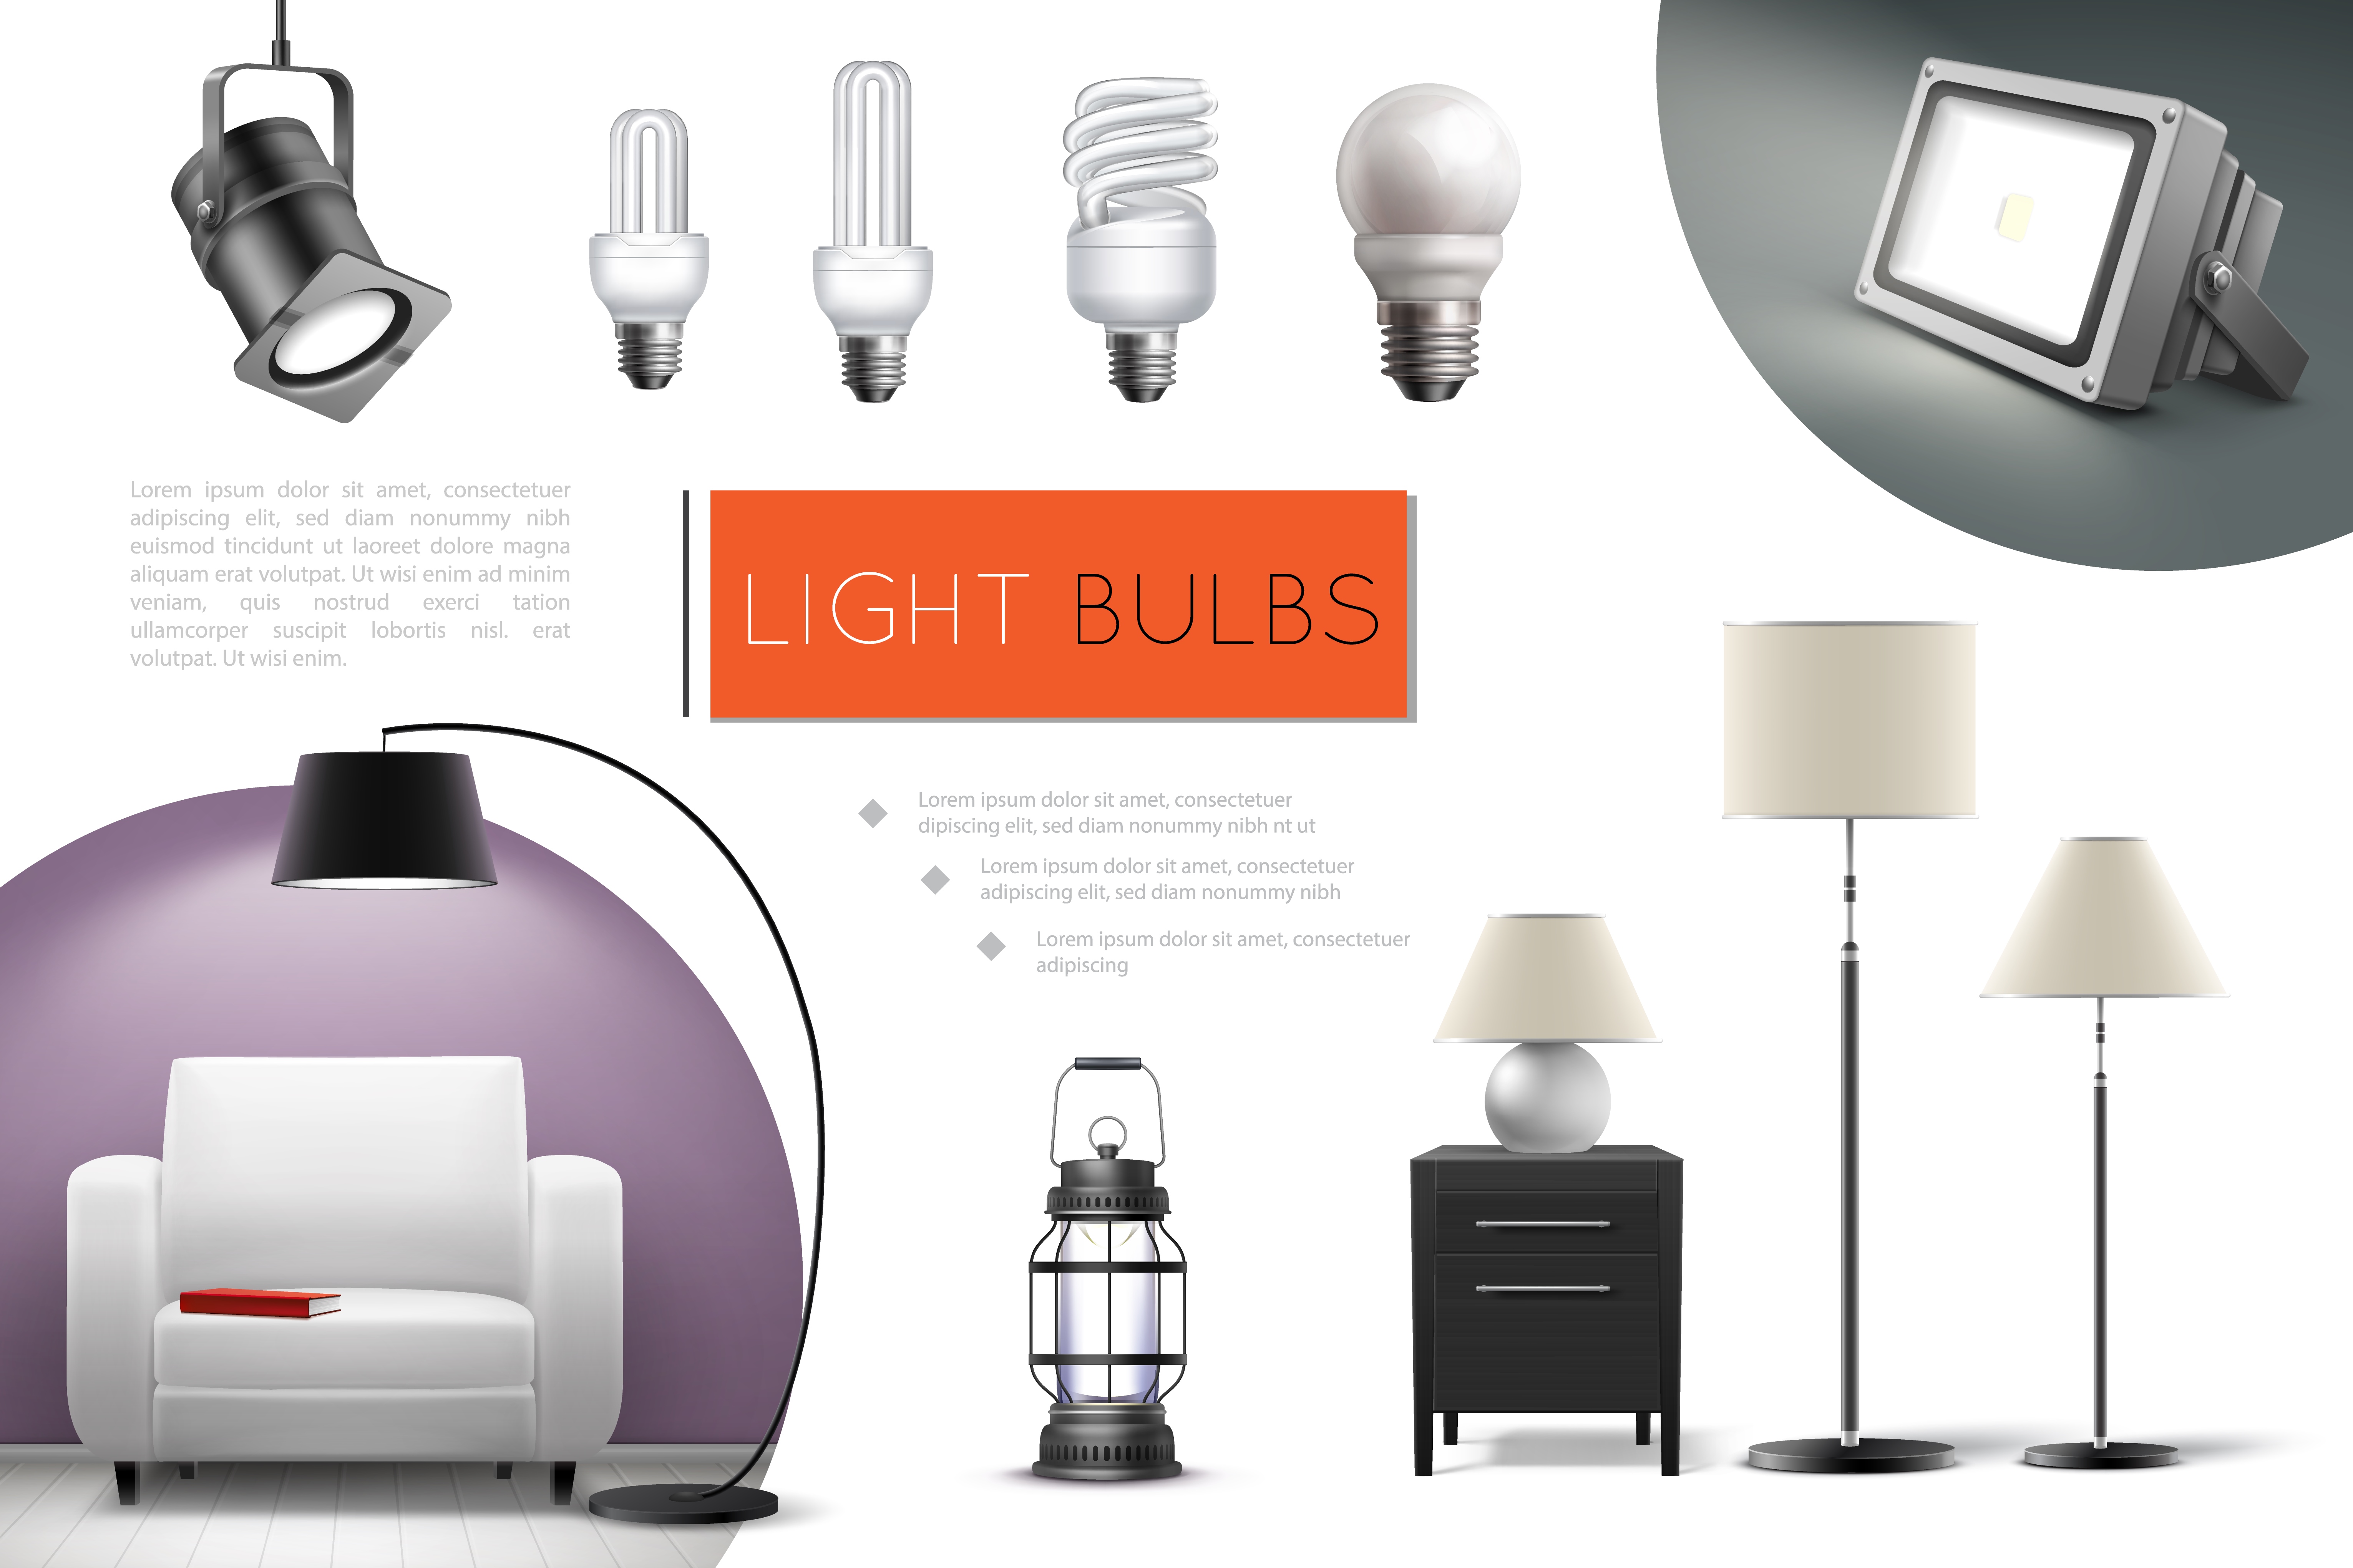 Lorem ipsum dolor sit amet, consectetuer
adipiscing elit, sed diam nonummy nibh
euismod tincidunt ut laoreet dolore magna
aliquam erat volutpat. Ut wisi enim ad minim
veniam, quis nostrud exerci tation
ullamcorper suscipit lobortis nisl. erat
volutpat. Ut wisi enim.
LIGHT BULBS
Lorem ipsum dolor sit amet, consectetuer
dipiscing elit, sed diam nonummy nibh nt ut
Lorem ipsum dolor sit amet, consectetuer
adipiscing elit, sed diam nonummy nibh
Lorem ipsum dolor sit amet, consectetuer
adipiscing